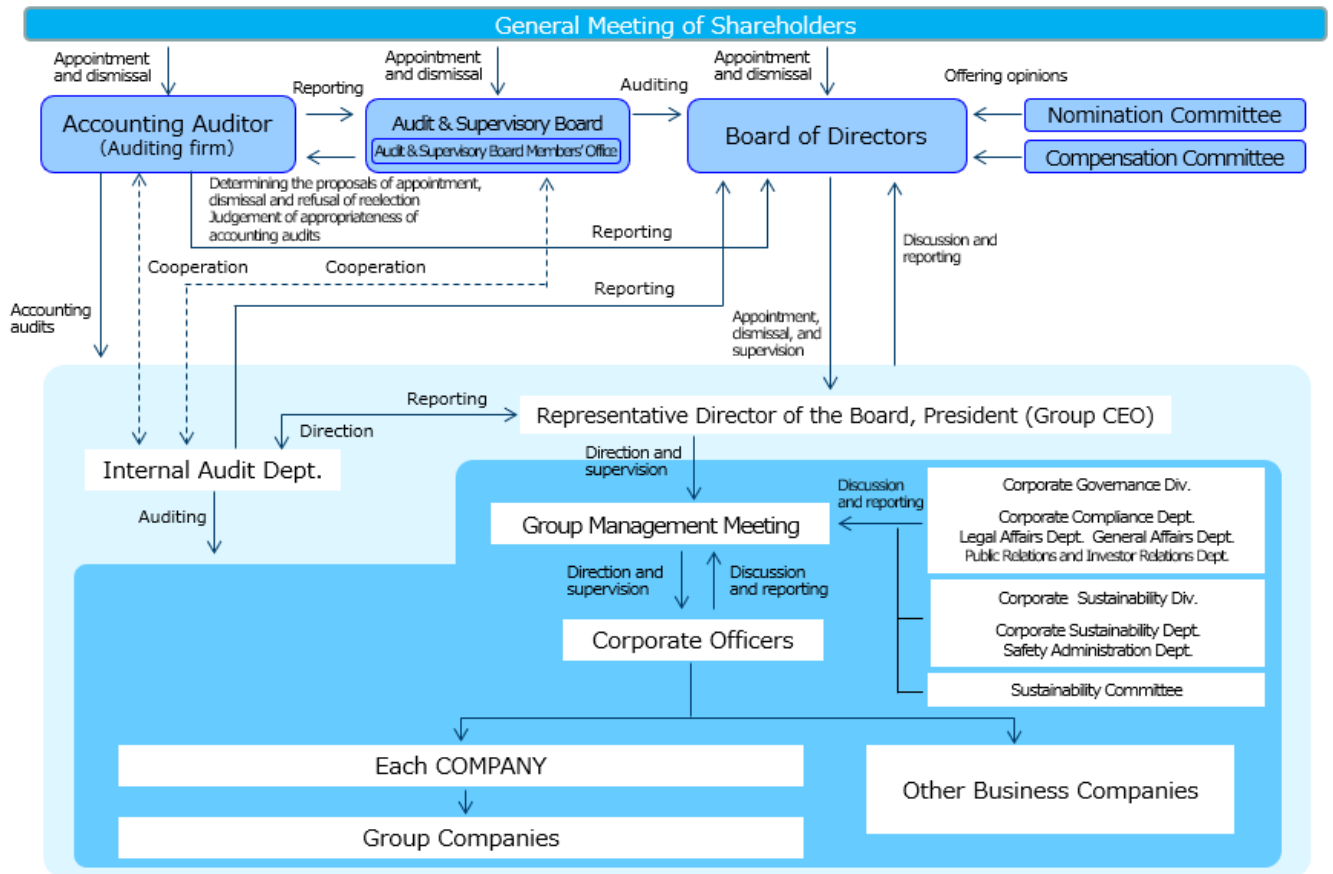 General Meeting of Shareholders
Appointment
and dismissal
Appointment
and dismissal
Appointment
and dismissal
Offering opinions
Reporting
Auditing
Accounting Auditor
(Auditing firm)
Audit & Supervisory Board
Audit & Supervisory Board Members' Office
Board of Directors
Nomination Committee
Compensation Committee
Determining the proposals of appointment,
dismissal and refusal of reelection
Judgement of appropriateness of
accounting audits
Reporting
Discussion and
reporting
Cooperation
Cooperation
Reporting
Accounting
audits
Appointment,
dismissal, and
supervision
Reporting
Direction
Representative Director of the Board, President (Group CEO)
Internal Audit Dept.
Direction and
supervision
Auditing
Group Management Meeting
Discussion
and reporting
Corporate Governance Div.
Corporate Compliance Dept.
Legal Affairs Dept. General Affairs Dept.
Public Relations and Investor Relations Dept.
Direction and
supervision
Discussion
and reporting
Corporate Sustainability Div.
Corporate Sustainability Dept.
Safety Administration Dept.
Corporate Officers
Sustainability Committee
Each COMPANY
Other Business Companies
Group Companies